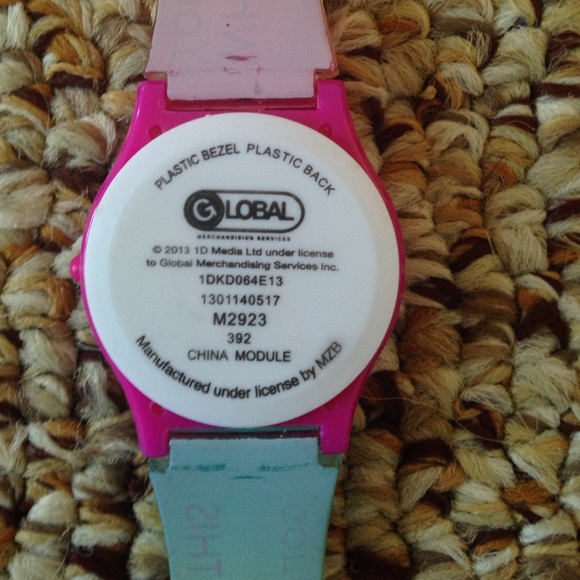 PLASTIC BEZEL PLASTIC BACK
GLOBAL
MERCHANDISING SERVICES
© 2013 1D Media Ltd under license
to Global Merchandising Services Inc.
1DKD064E13
1301140517
M2923
392
CHINA MODULE
Manufactured under license by MZB
THIS